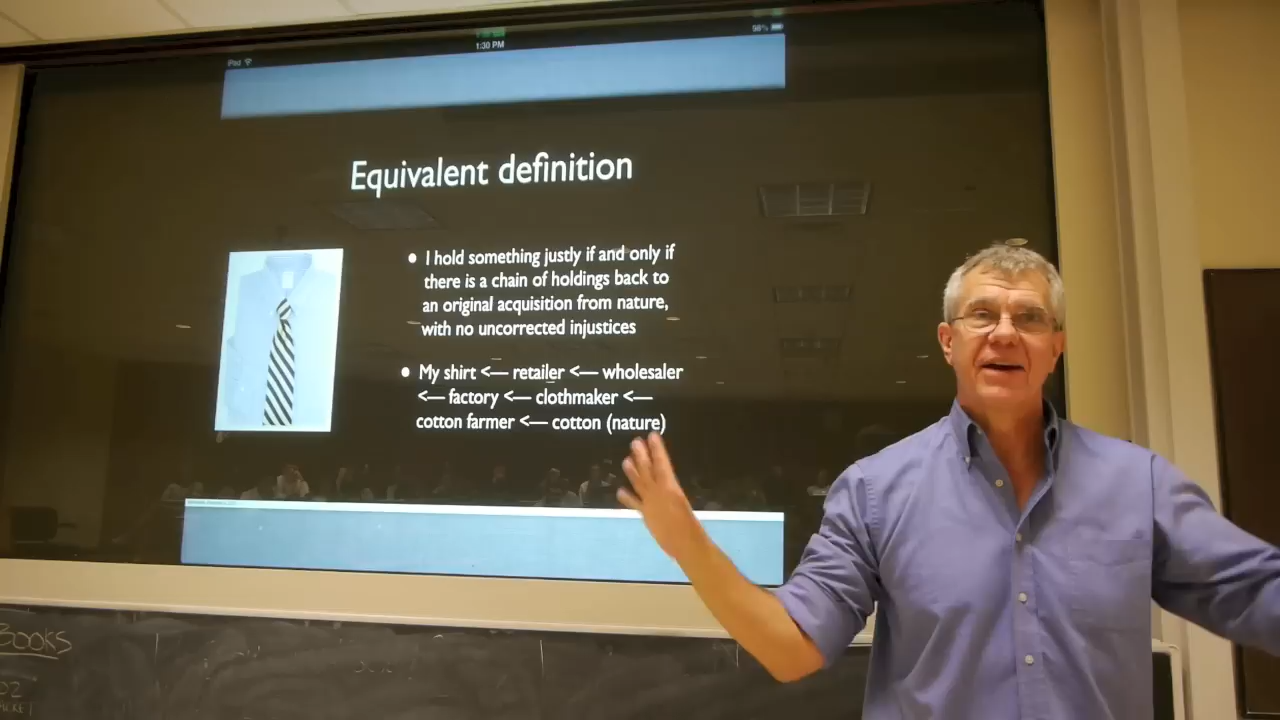 iPad
1:30 PM
98%
Equivalent definition
• I hold something justly if and only if
there is a chain of holdings back to
an original acquisition from nature,
with no uncorrected injustices
• My shirt <— retailer <— wholesaler
<— factory <— clothmaker <—
cotton farmer <— cotton (nature)
BOOKS